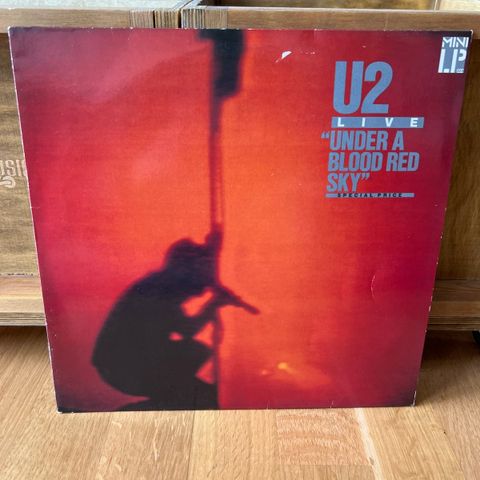 MINI
LP
U2
LIVE
"UNDER A
BLOOD RED
SKY"
SPECIAL PRICE